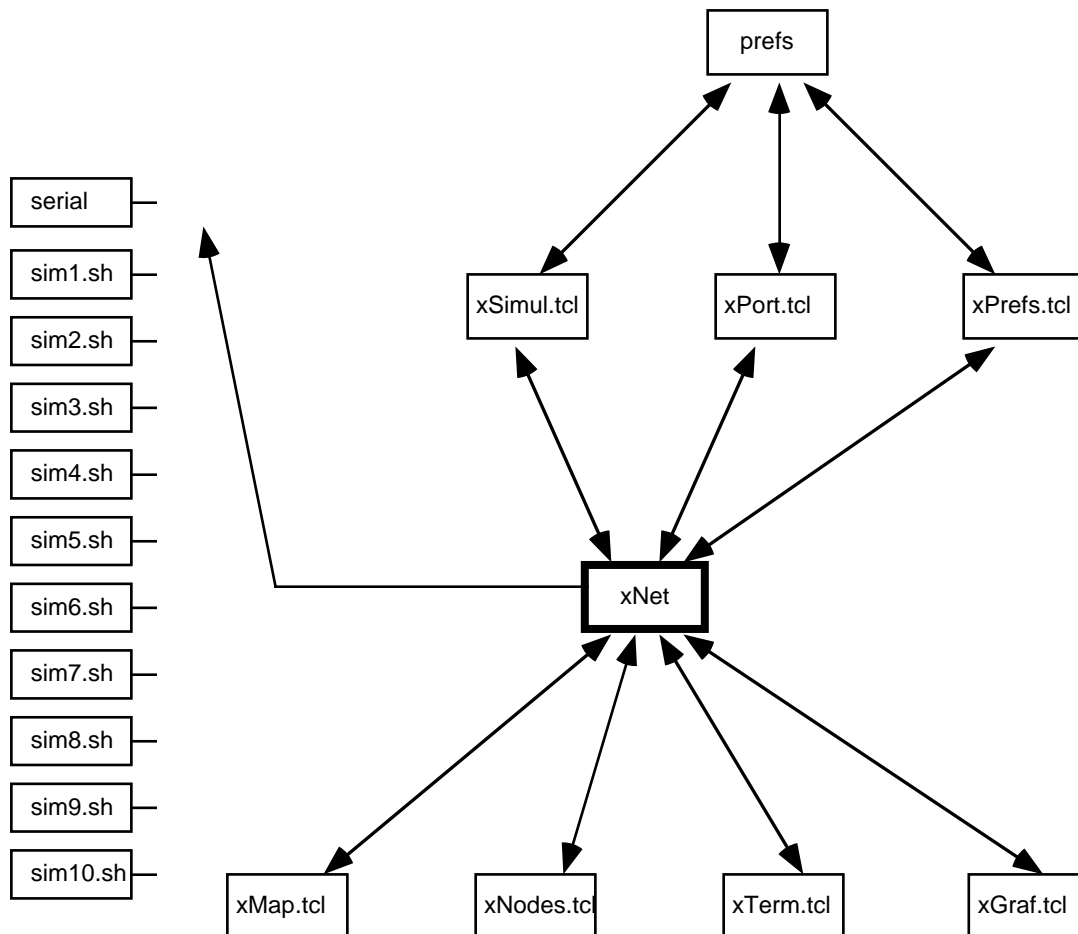 prefs
serial
sim1.sh
sim2.sh
sim3.sh
sim4.sh
sim5.sh
sim6.sh
sim7.sh
sim8.sh
sim9.sh
sim10.sh
xSimul.tcl
xPort.tcl
xPrefs.tcl
xNet
xMap.tcl
xNodes.tcl
xTerm.tcl
xGraf.tcl